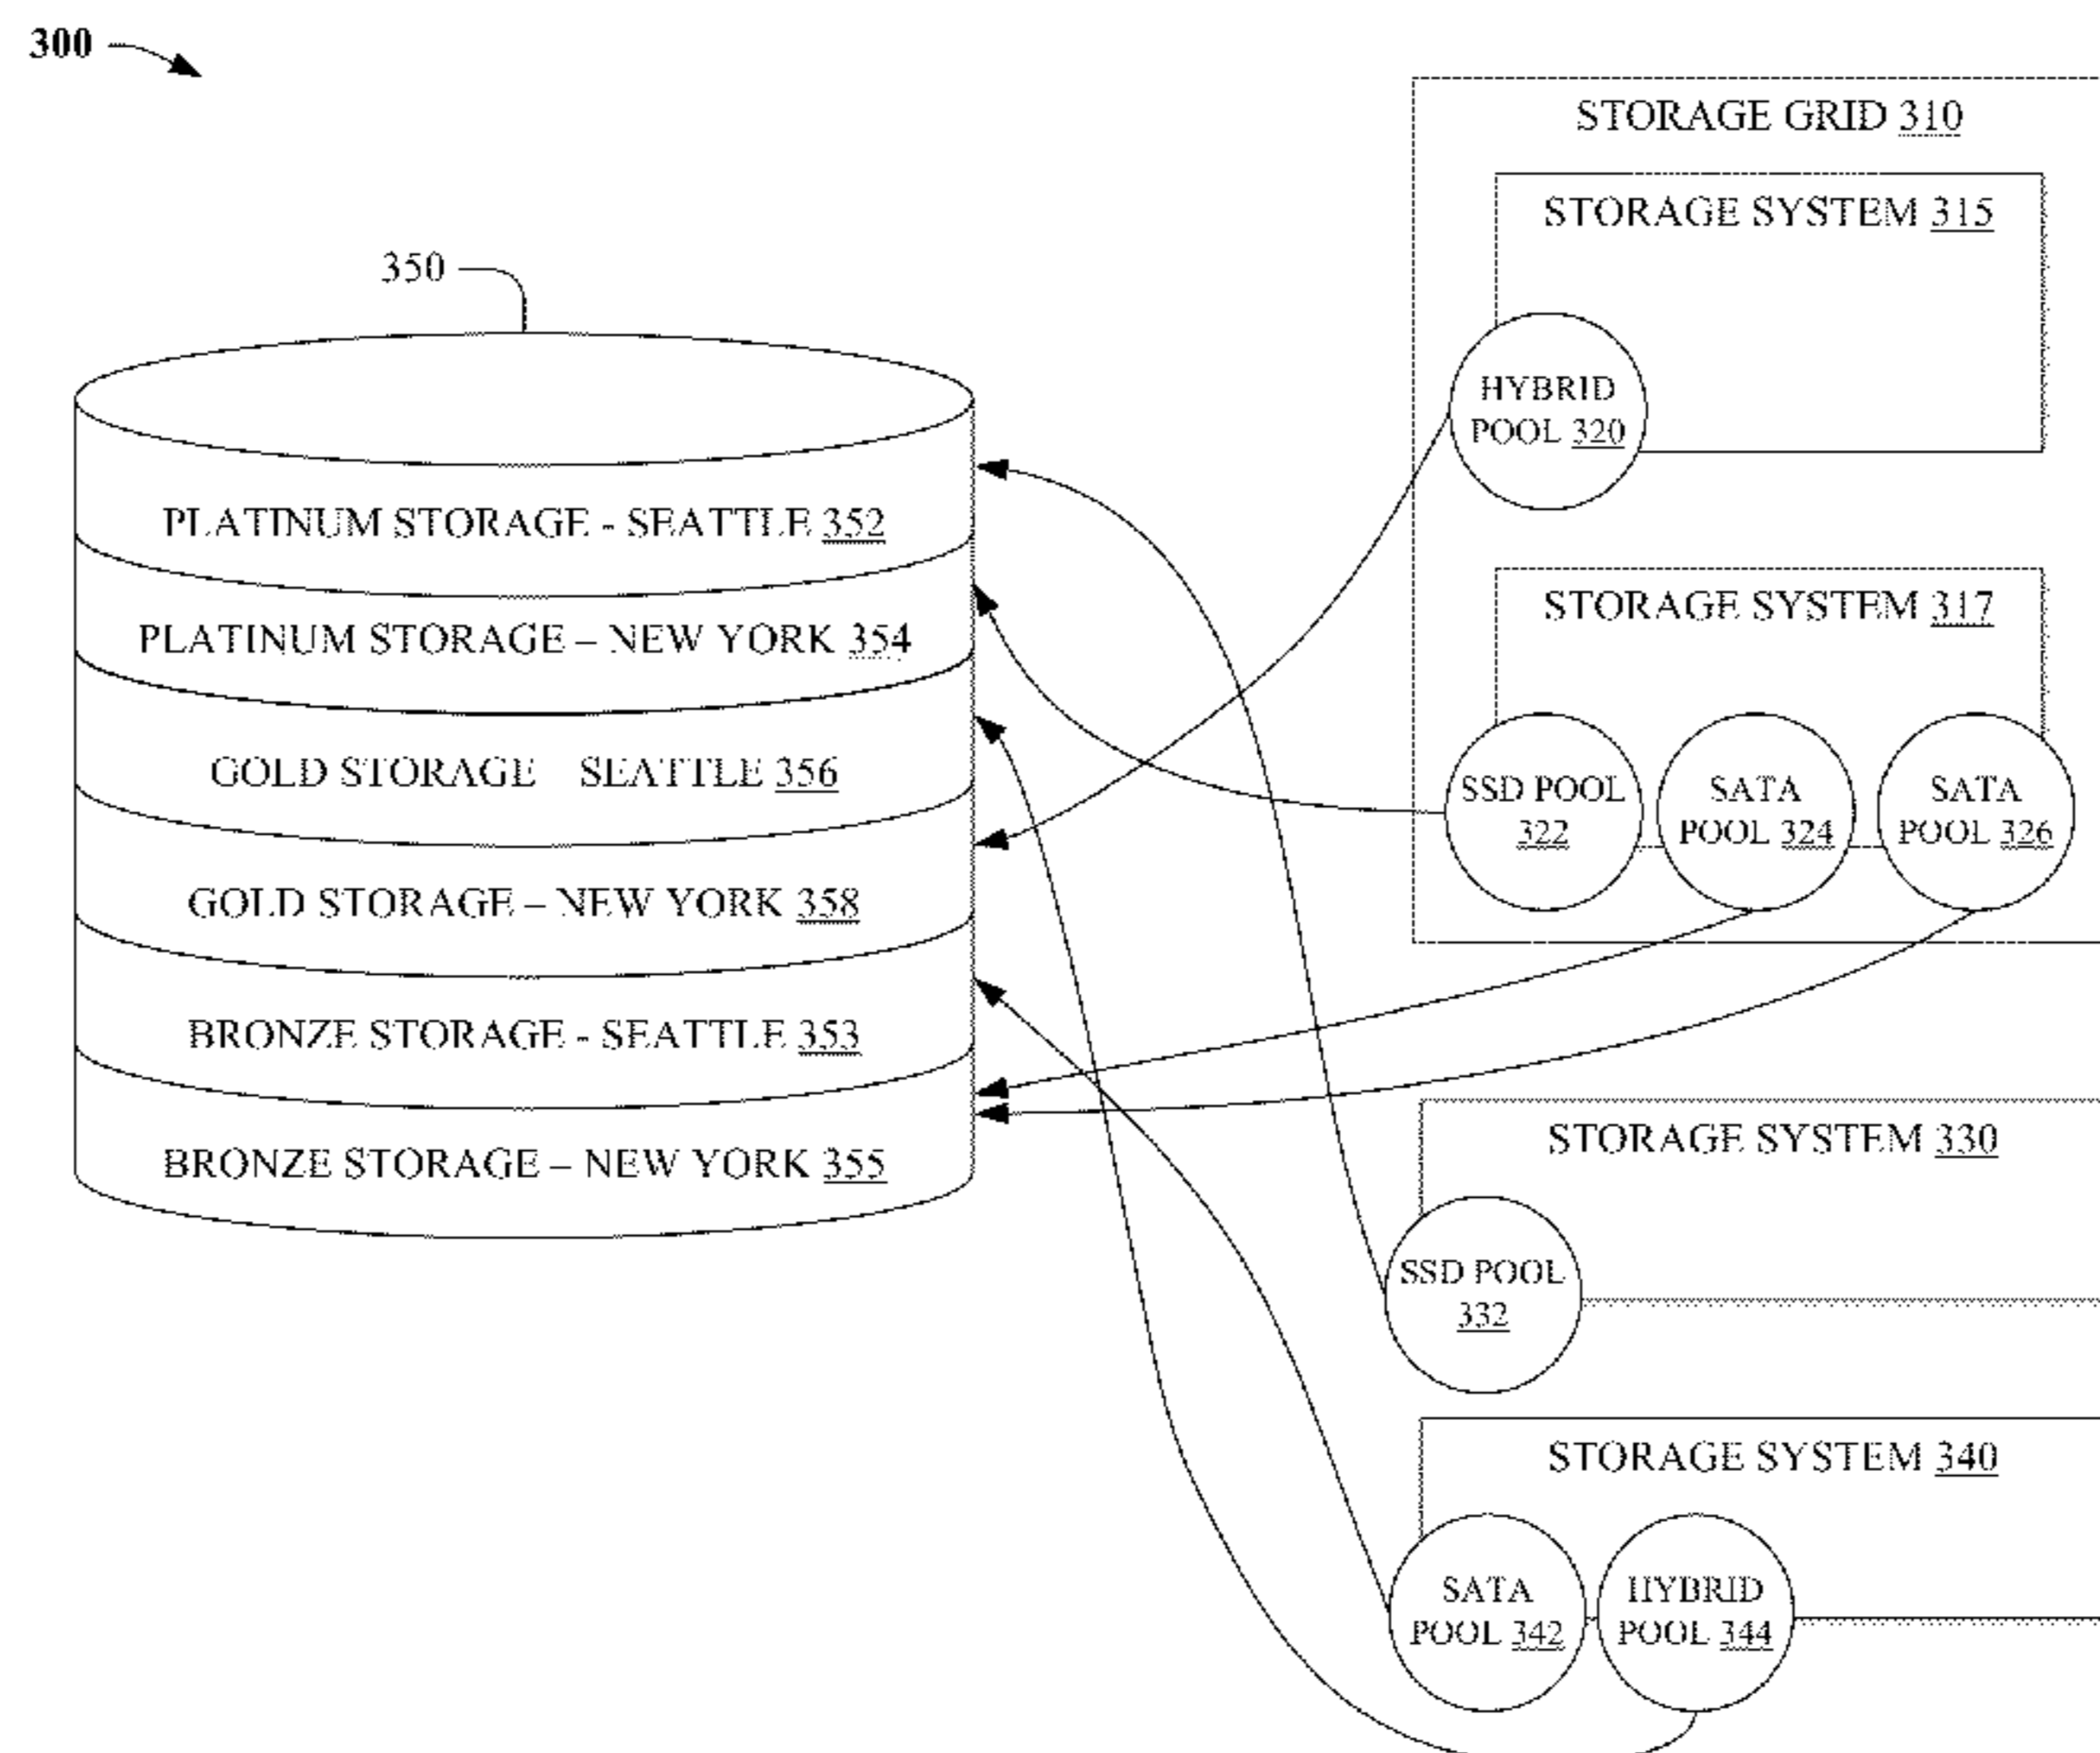 300
350
PLATINUM STORAGE - SEATTLE 352
PLATINUM STORAGE – NEW YORK 354
GOLD STORAGE SEATTLE 356
GOLD STORAGE – NEW YORK 358
BRONZE STORAGE - SEATTLE 353
BRONZE STORAGE – NEW YORK 355
STORAGE GRID 310
STORAGE SYSTEM 315
HYBRID
POOL 320
STORAGE SYSTEM 317
SSD POOL
322
SATA
POOL 324
SATA
POOL 326
STORAGE SYSTEM 330
SSD POOL
332
STORAGE SYSTEM 340
SATA
POOL 342
HYBRID
POOL 344